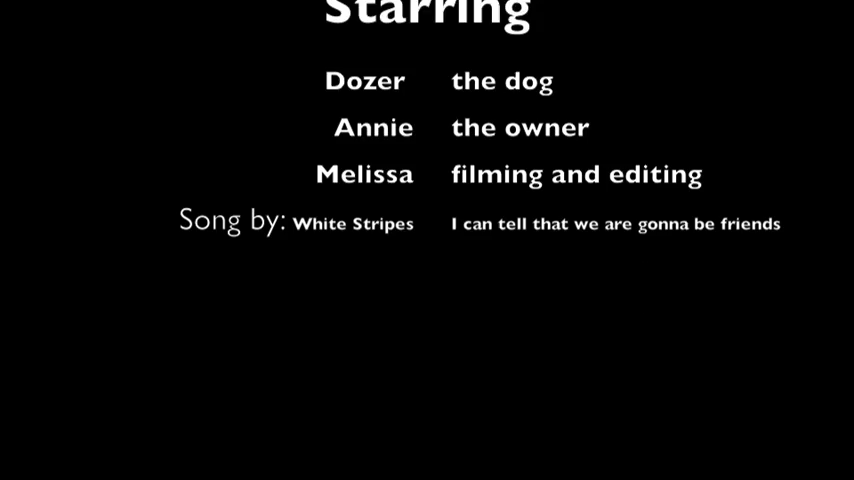 Starring
Dozer the dog
Annie the owner
Melissa filming and editing
Song by: White Stripes I can tell that we are gonna be friends